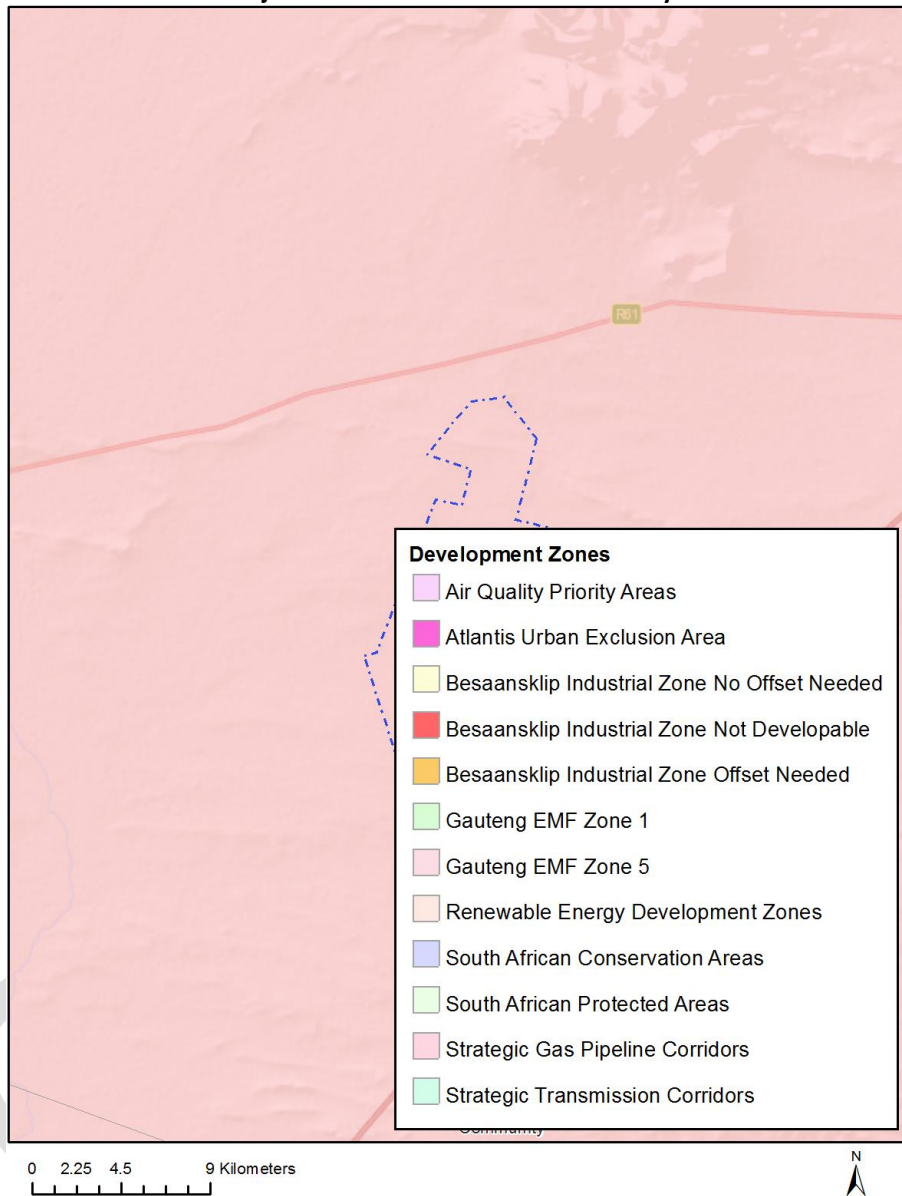 R61
Development Zones
Air Quality Priority Areas
Atlantis Urban Exclusion Area
Besaansklip Industrial Zone No Offset Needed
Besaansklip Industrial Zone Not Developable
Besaansklip Industrial Zone Offset Needed
Gauteng EMF Zone 1
Gauteng EMF Zone 5
Renewable Energy Development Zones
South African Conservation Areas
South African Protected Areas
Strategic Gas Pipeline Corridors
Strategic Transmission Corridors
Community
0 2.25 4.5 9 Kilometers
N